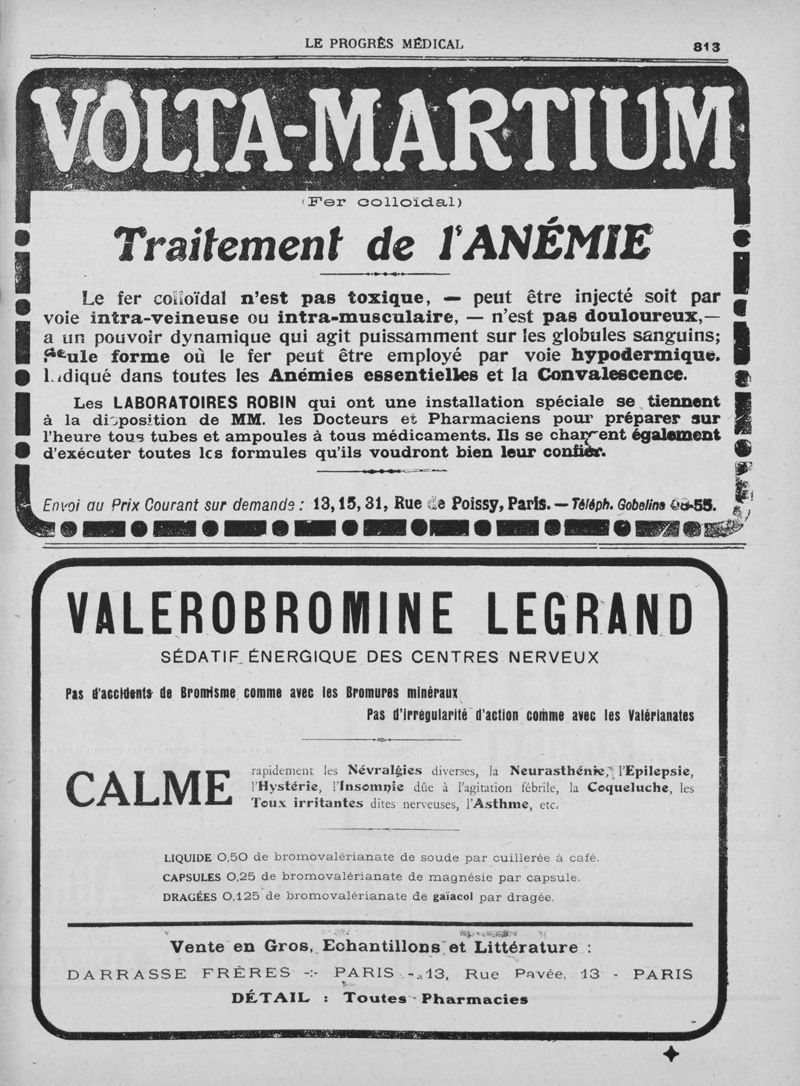 LE PROGRÈS MÉDICAL
813
VOLTA-MARTIUM
(Fer colloïdal)
Traitement de l'ANÉMIE
Le fer colloïdal n'est pas toxique, — peut être injecté soit par
voie intra-veineuse ou intra-musculaire, — n'est pas douloureux,—
a un pouvoir dynamique qui agit puissamment sur les globules sanguins;
Seule forme où le fer peut être employé par voie hypodermique.
Indiqué dans toutes les Anémies essentielles et la Convalescence.
Les LABORATOIRES ROBIN qui ont une installation spéciale se tiennent
à la disposition de MM. les Docteurs et Pharmaciens pour préparer sur
l'heure tous tubes et ampoules à tous médicaments. Ils se chargent également
d'exécuter toutes les formules qu'ils voudront bien leur confier.
Envoi au Prix Courant sur demande : 13, 15, 31, Rue de Poissy, Paris. — Téléph. Gobelins -55.
VALEROBROMINE LEGRAND
SÉDATIF ÉNERGIQUE DES CENTRES NERVEUX
Pas d'accidents de Bromisme comme avec les Bromures minéraux
Pas d'irrégularité d'action comme avec les Valérianates
CALME
rapidement les Névralgies diverses, la Neurasthénie, l'Epilepsie,
l'Hystérie, l'Insomnie dûe à l'agitation fébrile, la Coqueluche, les
Toux irritantes dites nerveuses, l'Asthme, etc.
LIQUIDE 0,50 de bromovalérianate de soude par cuillerée à café.
CAPSULES 0,25 de bromovalérianate de magnésie par capsule.
DRAGÉES 0,125 de bromovalérianate de gaïacol par dragée.
Vente en Gros, Echantillons et Littérature :
DARRASSE FRÈRES -:- PARIS - 13, Rue Pavée, 13 - PARIS
DÉTAIL : Toutes Pharmacies